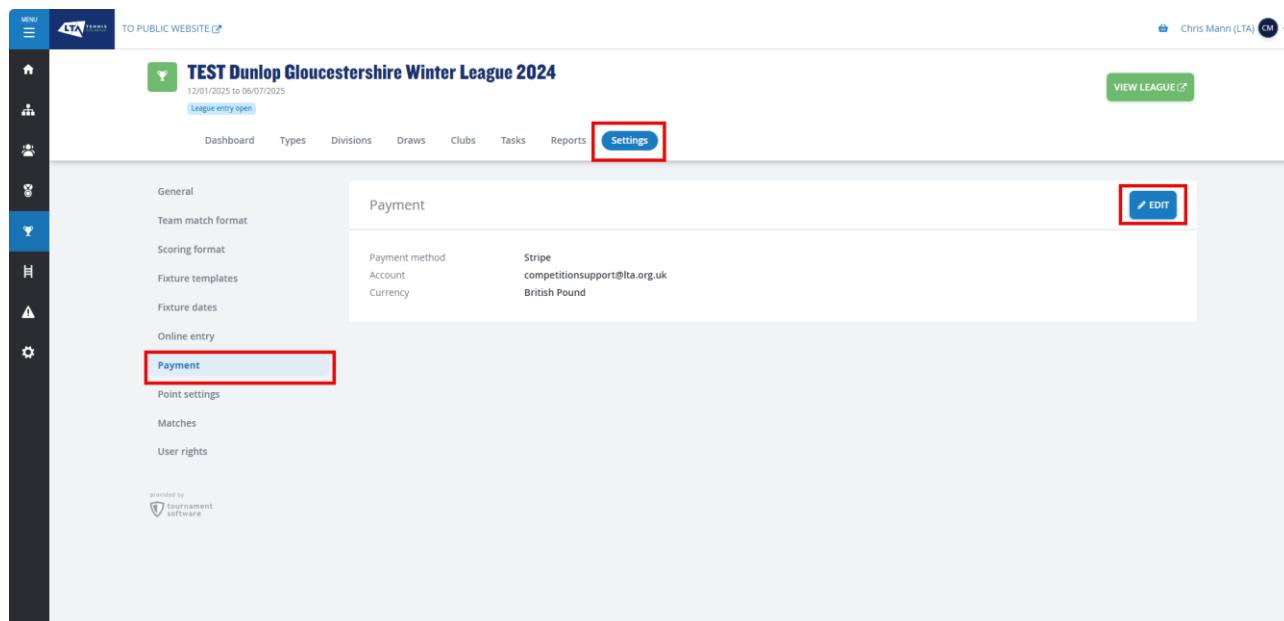 MENU
LTA TENNIS
TO PUBLIC WEBSITE
Chris Mann (LTA) CM
TEST Dunlop Gloucestershire Winter League 2024
12/01/2025 to 06/07/2025
League entry open
VIEW LEAGUE
Dashboard Types Divisions Draws Clubs Tasks Reports Settings
General
Team match format
Scoring format
Fixture templates
Fixture dates
Online entry
Payment
Point settings
Matches
User rights
provided by
tournament
software
Payment
EDIT
Payment method Stripe
Account competitionsupport@lta.org.uk
Currency British Pound